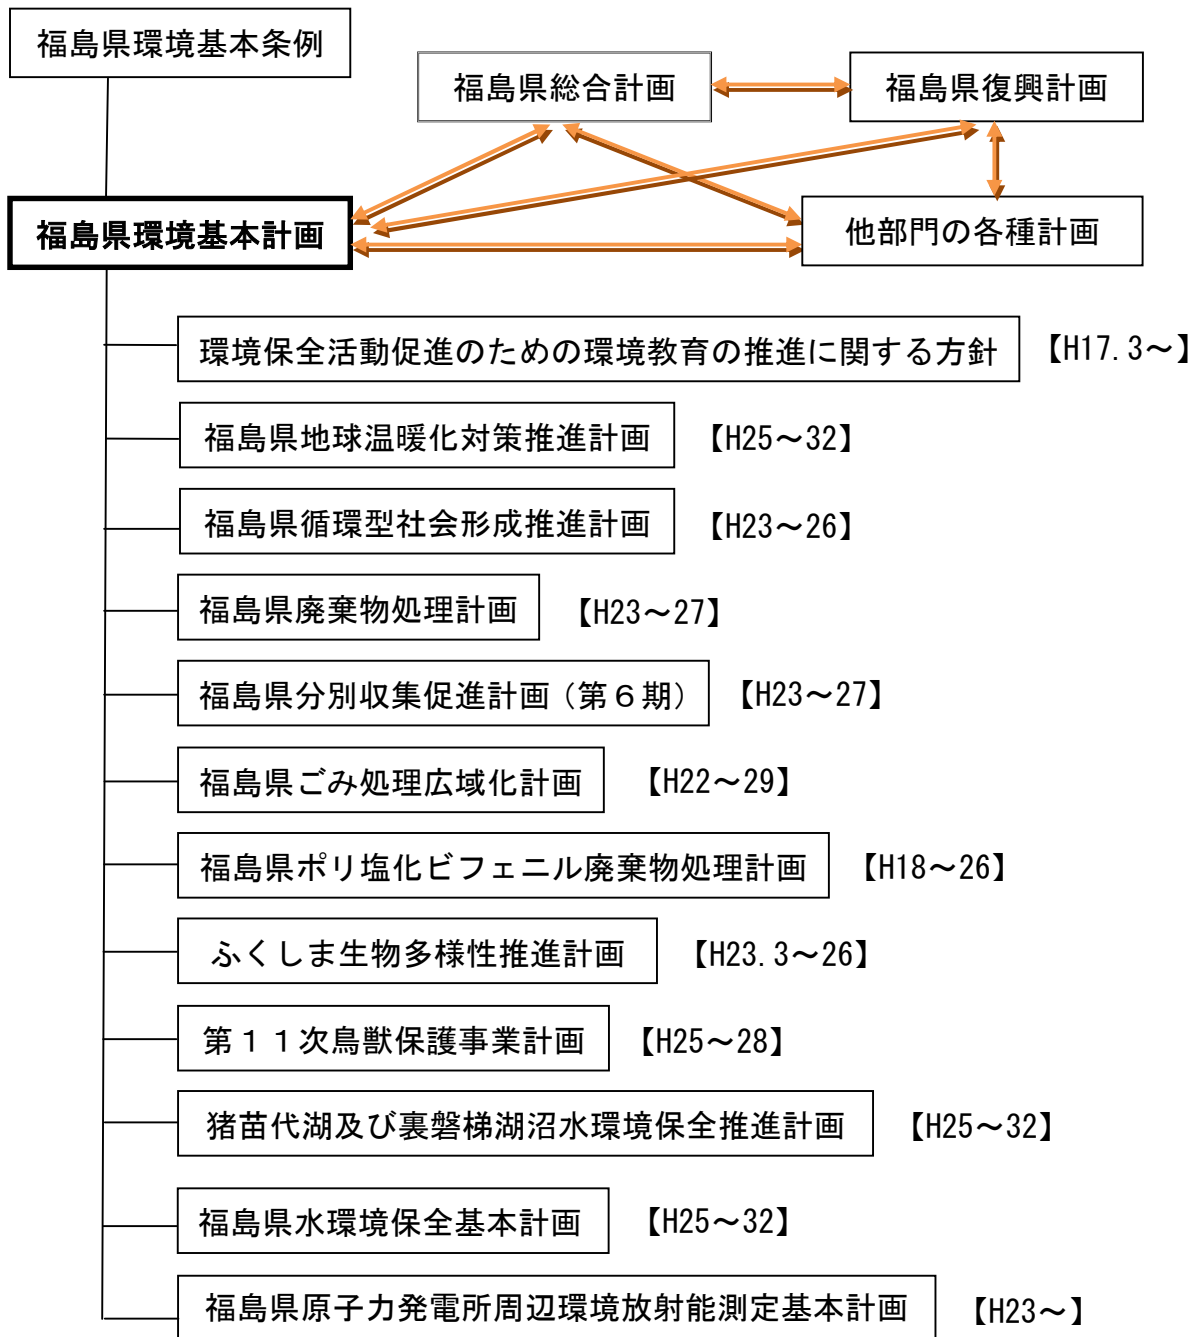 福島県環境基本条例
福島県総合計画
福島県復興計画
福島県環境基本計画
他部門の各種計画
環境保全活動促進のための環境教育の推進に関する方針 【H17.3～】
福島県地球温暖化対策推進計画 【H25～32】
福島県循環型社会形成推進計画 【H23～26】
福島県廃棄物処理計画 【H23～27】
福島県分別収集促進計画（第６期） 【H23～27】
福島県ごみ処理広域化計画 【H22～29】
福島県ポリ塩化ビフェニル廃棄物処理計画 【H18～26】
ふくしま生物多様性推進計画 【H23.3～26】
第１１次鳥獣保護事業計画 【H25～28】
猪苗代湖及び裏磐梯湖沼水環境保全推進計画 【H25～32】
福島県水環境保全基本計画 【H25～32】
福島県原子力発電所周辺環境放射能測定基本計画 【H23～】